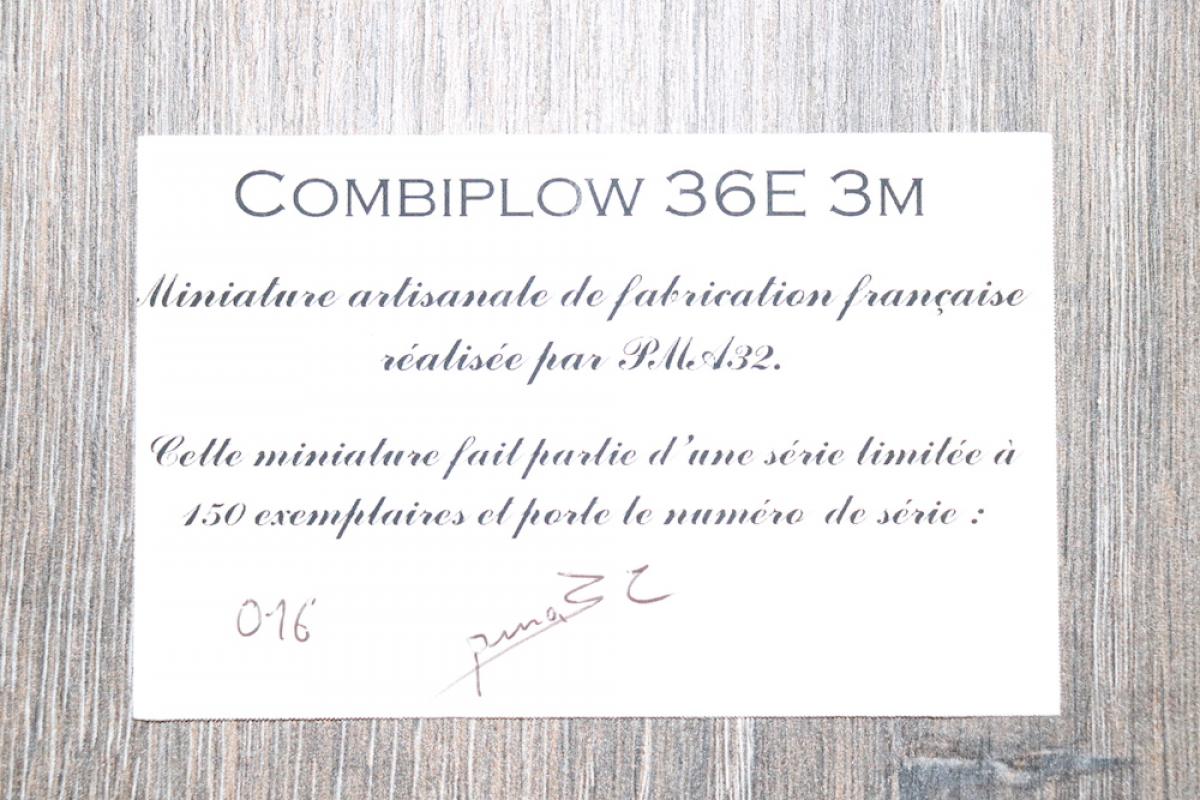 COMBIPLOW 36E 3M
Miniature artisanale de fabrication française
réalisée par PMA32.
Cette miniature fait partie d'une série limitée à
150 exemplaires et porte le numéro de série :
016
pma32